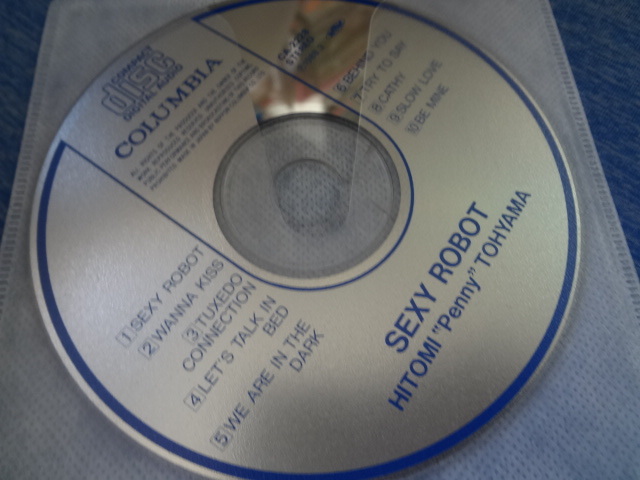 COMPACT
disc
DIGITAL AUDIO
COLUMBIA
1 SEXY ROBOT
2 WANNA KISS
3 TUXEDO
CONNECTION
4 LET'S TALK IN
BED
5 WE ARE IN THE
DARK
6 BEHIND YOU
7 TRY TO SAY
8 CATHY
9 SLOW LOVE
10 BE MINE
SEXY ROBOT
HITOMI "Penny" TOHYAMA